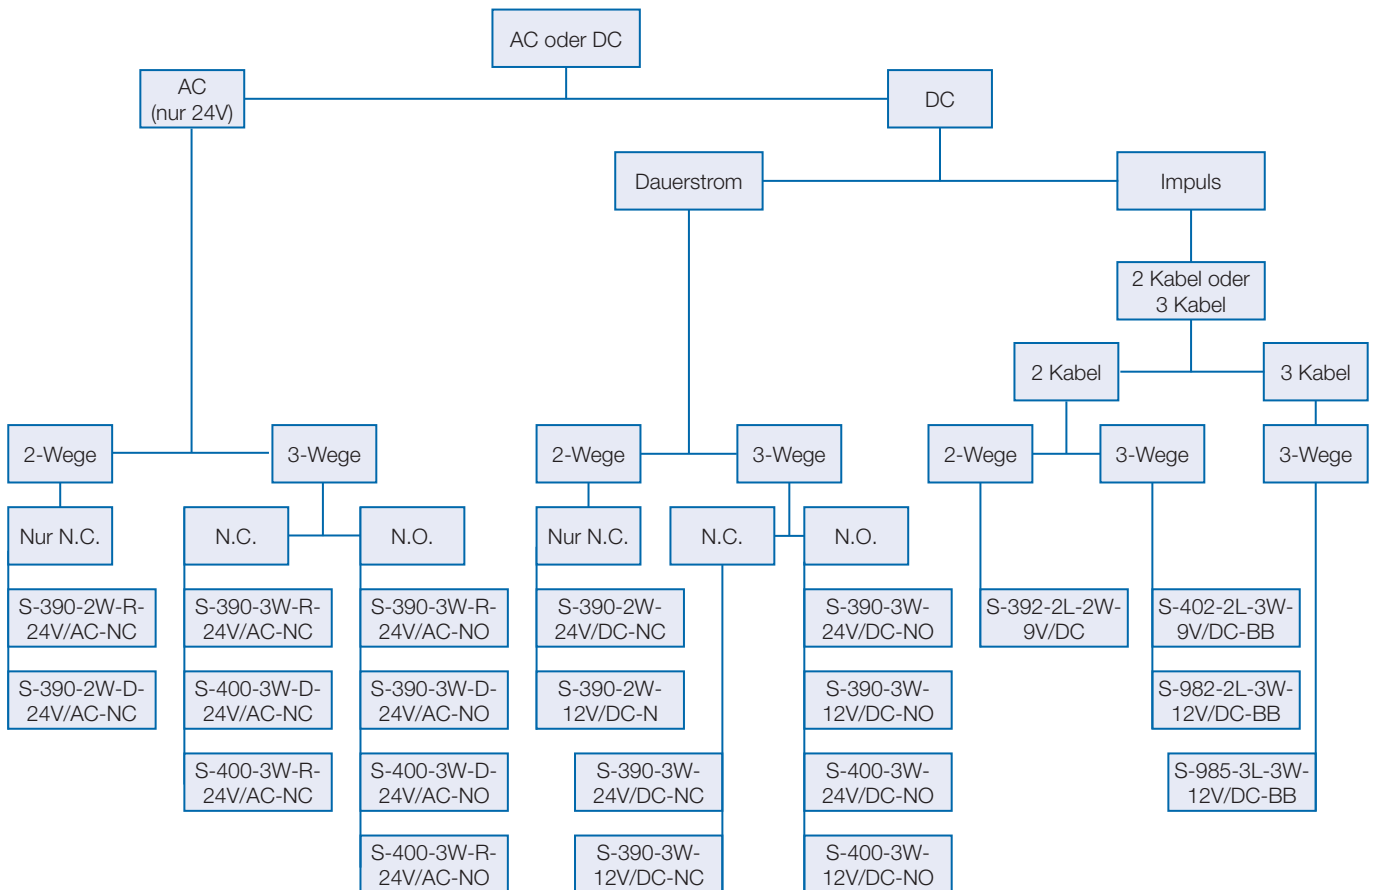 AC oder DC
AC
(nur 24V)
DC
Dauerstrom
Impuls
2 Kabel oder
3 Kabel
2 Kabel
3 Kabel
2-Wege
3-Wege
2-Wege
3-Wege
2-Wege
3-Wege
3-Wege
Nur N.C.
N.C.
N.O.
Nur N.C.
N.C.
N.O.
S-390-2W-R-
24V/AC-NC
S-390-3W-R-
24V/AC-NC
S-390-3W-R-
24V/AC-NO
S-390-2W-
24V/DC-NC
S-390-3W-
24V/DC-NO
S-392-2L-2W-
9V/DC
S-402-2L-3W-
9V/DC-BB
S-390-2W-D-
24V/AC-NC
S-400-3W-D-
24V/AC-NC
S-390-3W-D-
24V/AC-NO
S-390-2W-
12V/DC-N
S-390-3W-
12V/DC-NO
S-982-2L-3W-
12V/DC-BB
S-400-3W-R-
24V/AC-NC
S-400-3W-D-
24V/AC-NO
S-390-3W-
24V/DC-NC
S-400-3W-
24V/DC-NO
S-985-3L-3W-
12V/DC-BB
S-400-3W-R-
24V/AC-NO
S-390-3W-
12V/DC-NC
S-400-3W-
12V/DC-NO